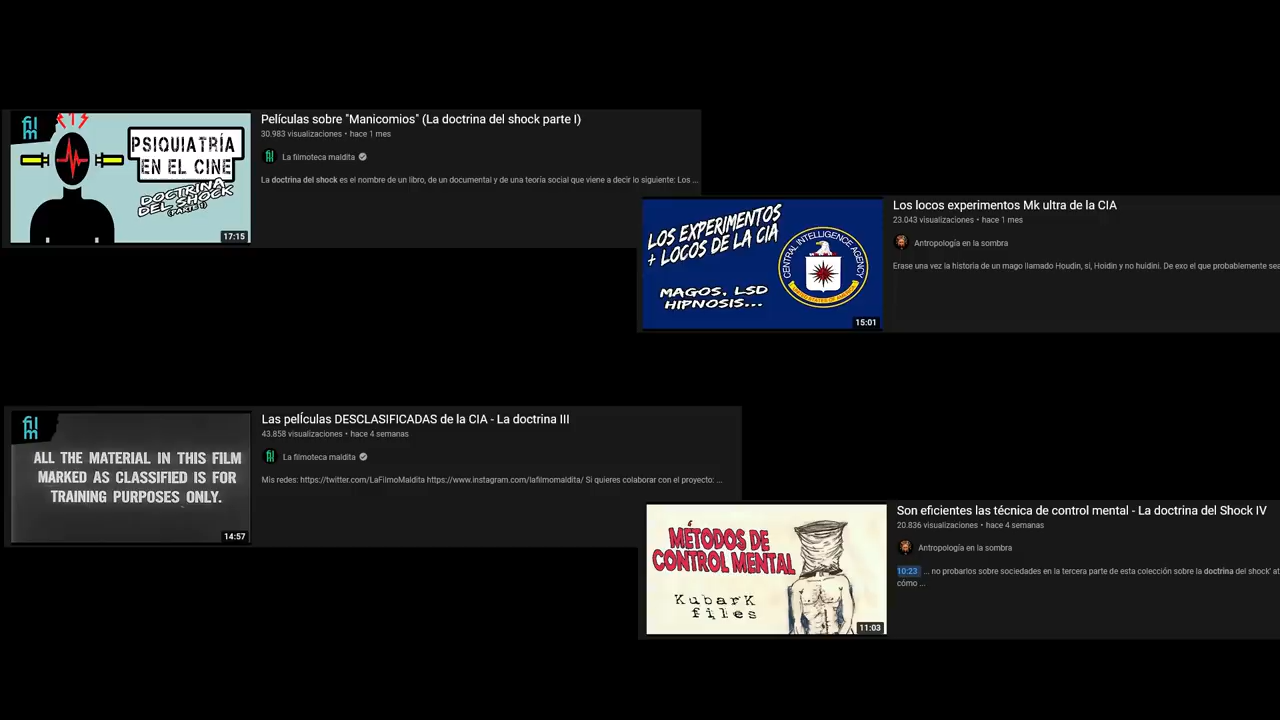 film
PSIQUIATRÍA
EN EL CINE
DOCTRINA
DEL SHOCK
(PARTE 1)
17:15
Películas sobre "Manicomios" (La doctrina del shock parte I)
30.983 visualizaciones • hace 1 mes
La filmoteca maldita
La doctrina del shock es el nombre de un libro, de un documental y de una teoría social que viene a decir lo siguiente: Los ...
LOS EXPERIMENTOS
+ LOCOS DE LA CIA
MAGOS, LSD
HIPNOSIS...
CENTRAL INTELLIGENCE AGENCY
UNITED STATES OF AMERICA
15:01
Los locos experimentos Mk ultra de la CIA
23.043 visualizaciones • hace 1 mes
Antropología en la sombra
Erase una vez la historia de un mago llamado Houdin, si, Hoidin y no huidini. De exo el que probablemente sea
film
ALL THE MATERIAL IN THIS FILM
MARKED AS CLASSIFIED IS FOR
TRAINING PURPOSES ONLY.
14:57
Las películas DESCLASIFICADAS de la CIA - La doctrina III
43.858 visualizaciones • hace 4 semanas
La filmoteca maldita
Mis redes: https://twitter.com/LaFilmoMaldita https://www.instagram.com/lafilmomaldita/ Si quieres colaborar con el proyecto: ...
MÉTODOS DE
CONTROL MENTAL
KubarK
files
11:03
Son eficientes las técnica de control mental - La doctrina del Shock IV
20.836 visualizaciones • hace 4 semanas
Antropología en la sombra
10:23 ... no probarlos sobre sociedades en la tercera parte de esta colección sobre la doctrina del shock' at
cómo ...